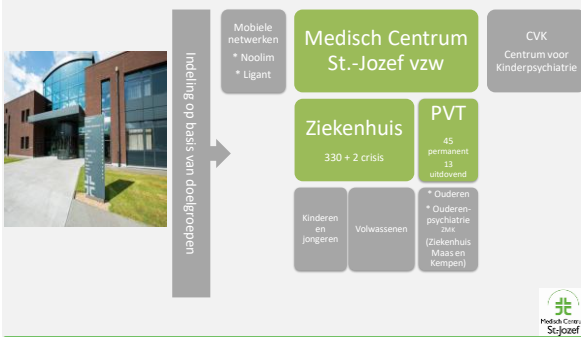 Indeling op basis van doelgroepen
Mobiele
netwerken
* Noolim
* Ligant
Medisch Centrum
St.-Jozef vzw
CVK
Centrum voor
Kinderpsychiatrie
Ziekenhuis
330 + 2 crisis
PVT
45
permanent
13
uitdovend
Kinderen
en
jongeren
Volwassenen
* Ouderen
* Ouderen-
psychiatrie
ZMK
(Ziekenhuis
Maas en
Kempen)
St-Jozef